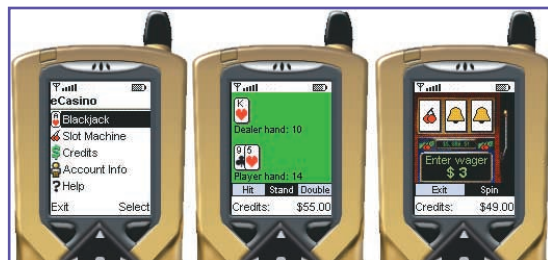 eCasino
Blackjack
Slot Machine
Credits
Account Info
Help
Exit Select
K
Dealer hand: 10
9 5
Player hand: 14
Hit Stand Double
Credits: $55.00
Enter wager
$ 3
Exit Spin
Credits: $49.00